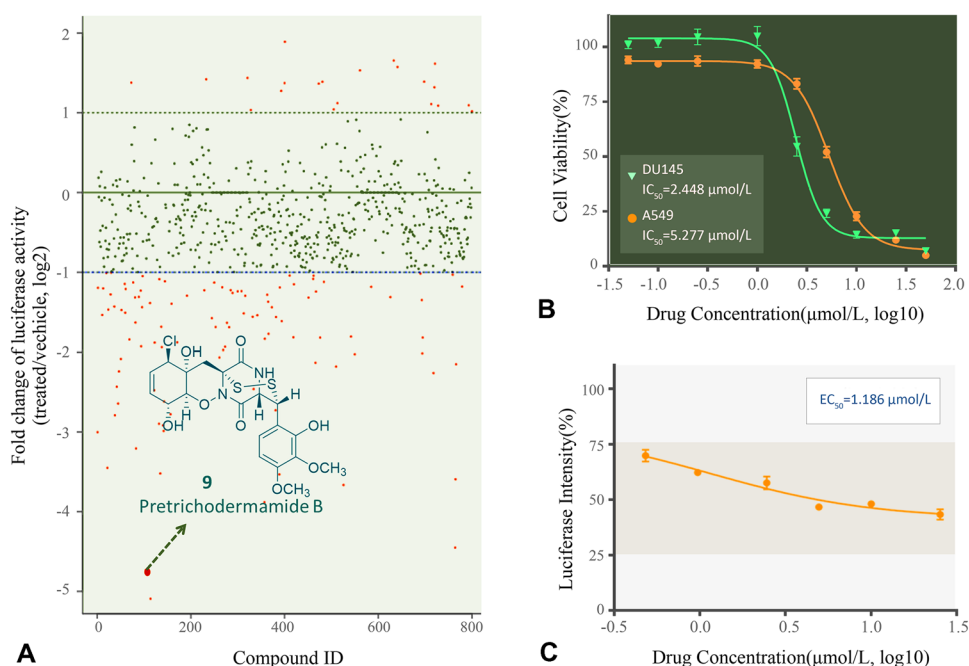 2
1
0
-1
-2
-3
-4
-5
Fold change of luciferase activity
(treated/vechicle, log2)
Cl
OH
O
NH
S
S
N
O
H
OH
H
O
H
OH
OCH3
OCH3
9
Pretrichodermamide B
0
200
400
600
800
Compound ID
A
B
100
75
50
25
0
Cell Viability(%)
DU145
IC50=2.448 μmol/L
A549
IC50=5.277 μmol/L
-1.5
-1.0
-0.5
0.0
0.5
1.0
1.5
2.0
Drug Concentration(μmol/L, log10)
C
100
75
50
25
0
Luciferase Intensity(%)
EC50=1.186 μmol/L
-0.5
0.0
0.5
1.0
1.5
Drug Concentration(μmol/L, log10)